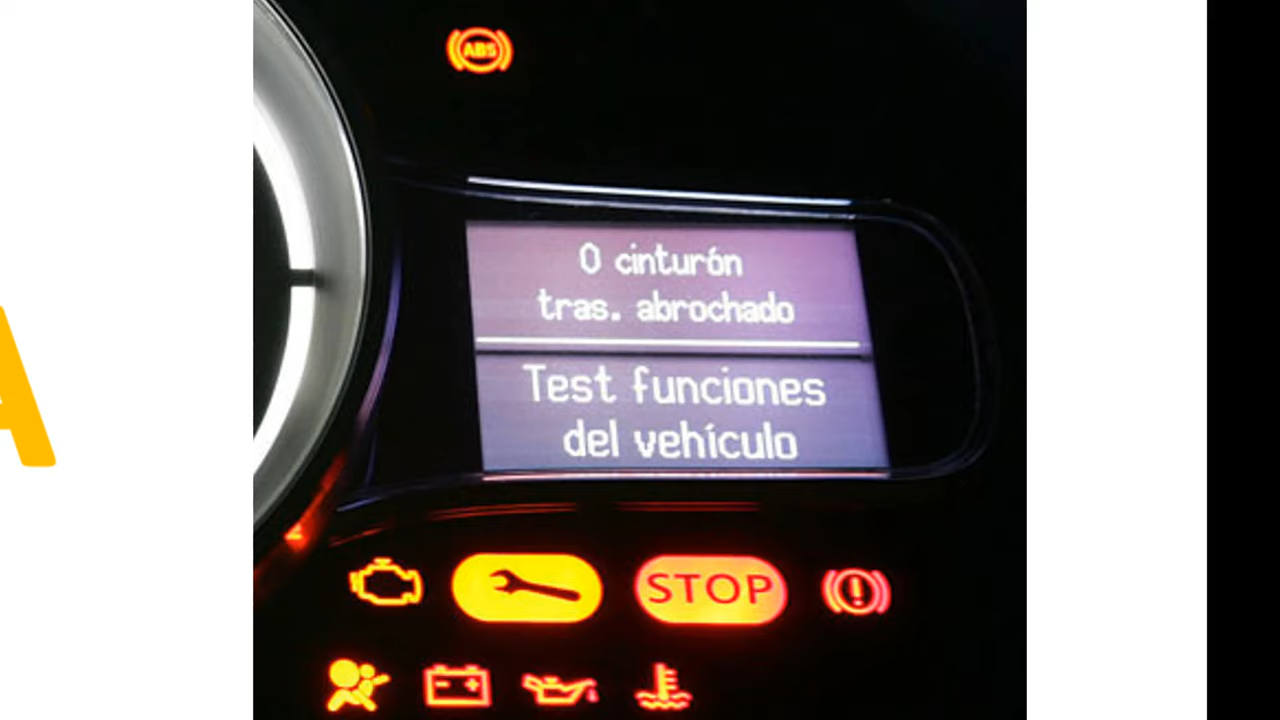 A
ABS
0 cinturón
tras. abrochado
Test funciones
del vehículo
STOP